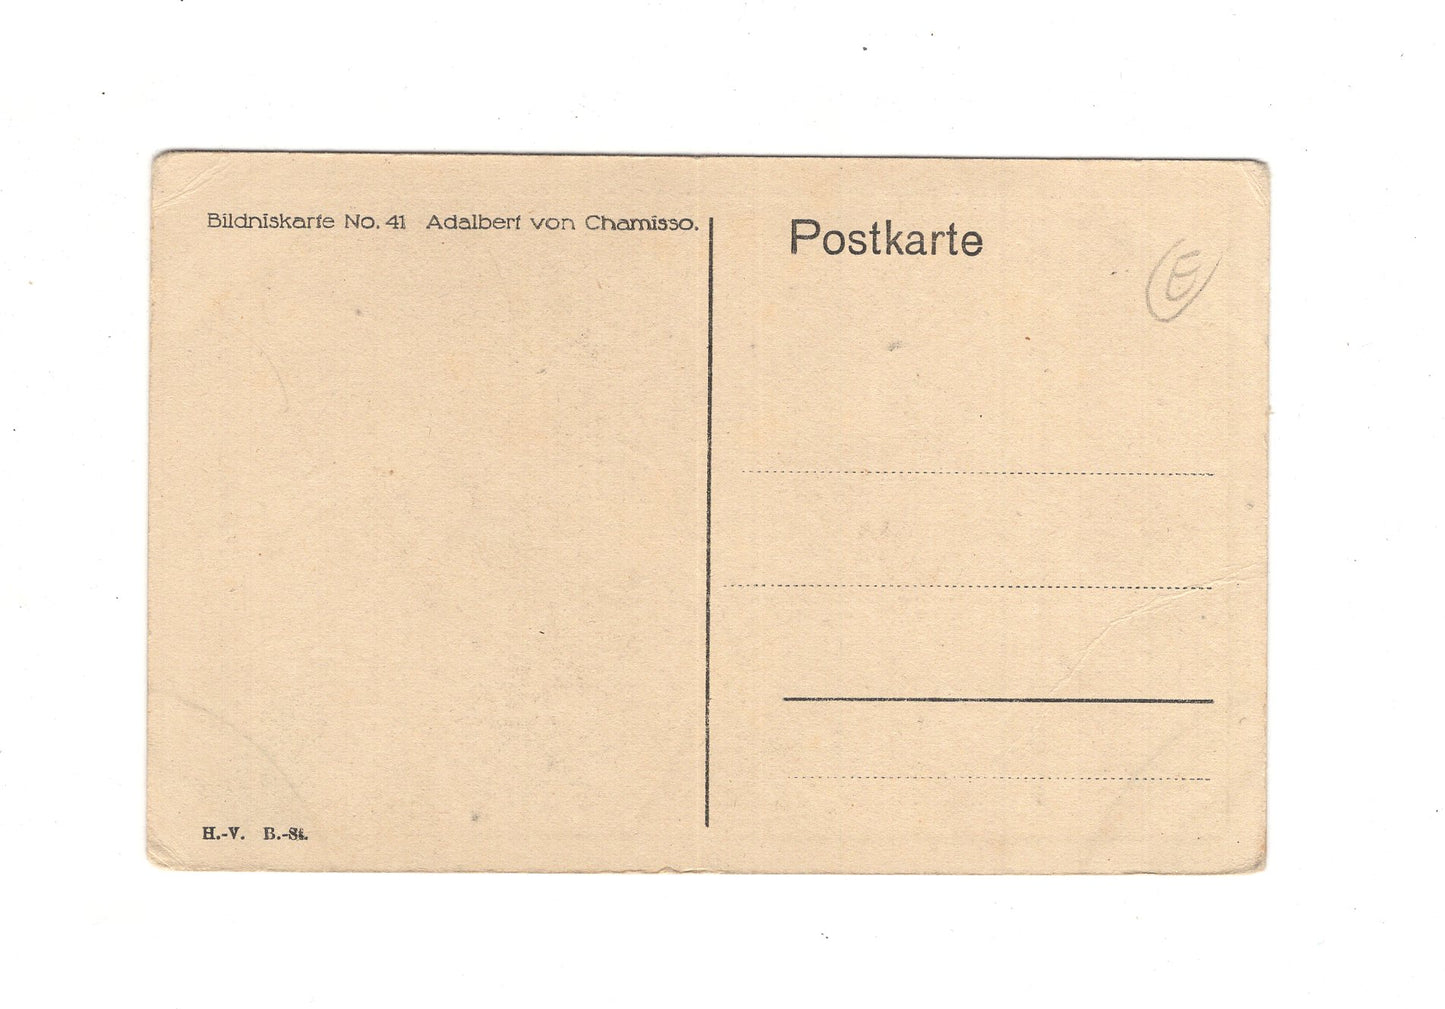 Bildniskarte No. 41 Adalbert von Chamisso.
Postkarte
E
H.-V. B.-St.